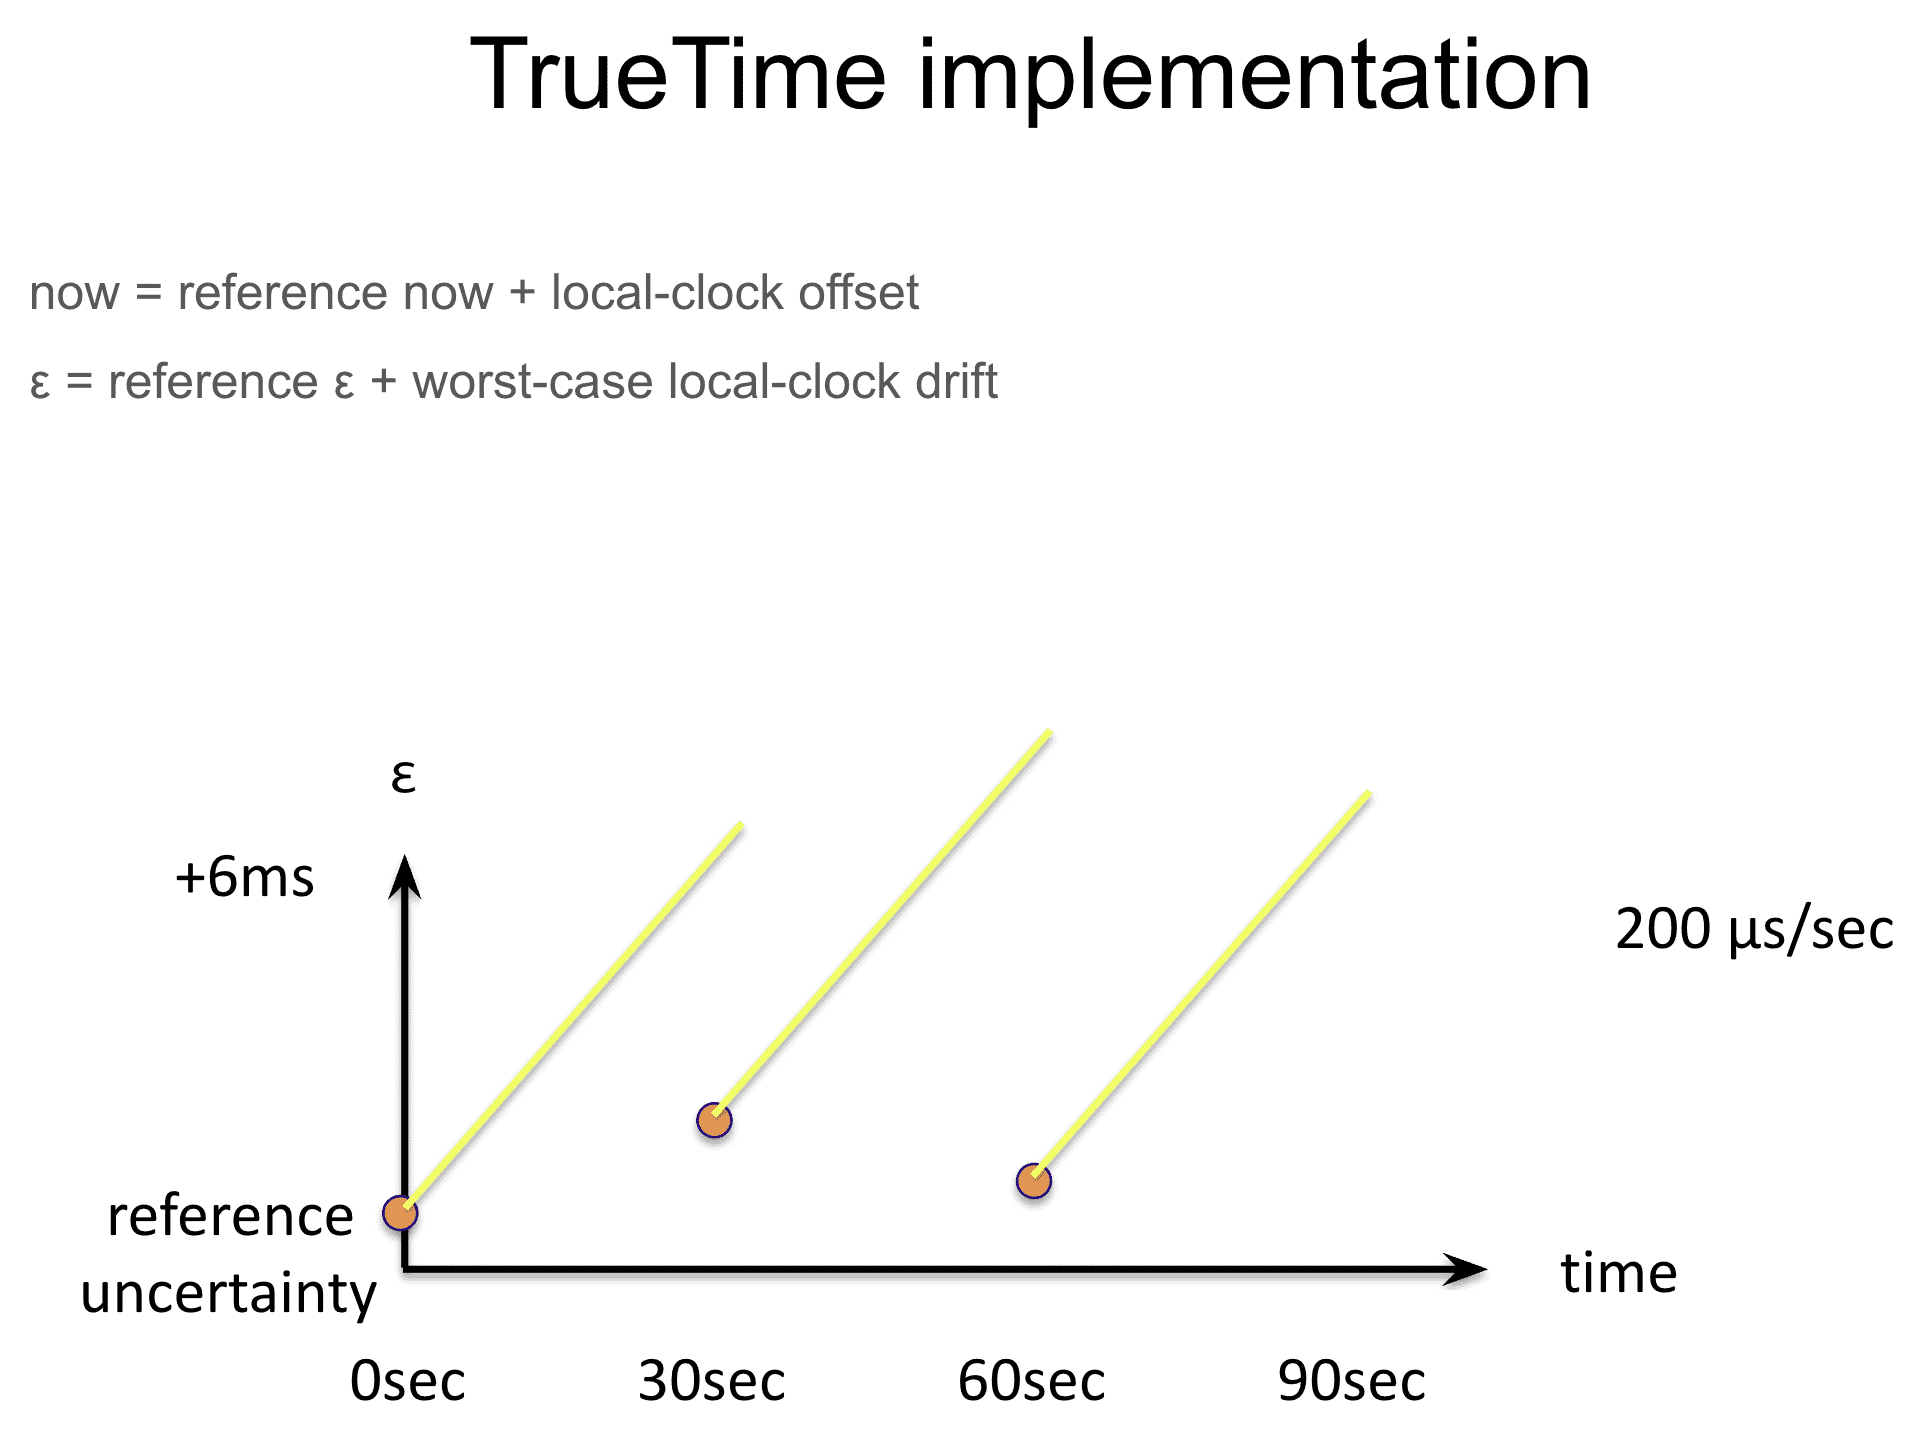 TrueTime implementation
now = reference now + local-clock offset
ε = reference ε + worst-case local-clock drift
ε
+6ms
200 μs/sec
reference
uncertainty
time
0sec 30sec 60sec 90sec